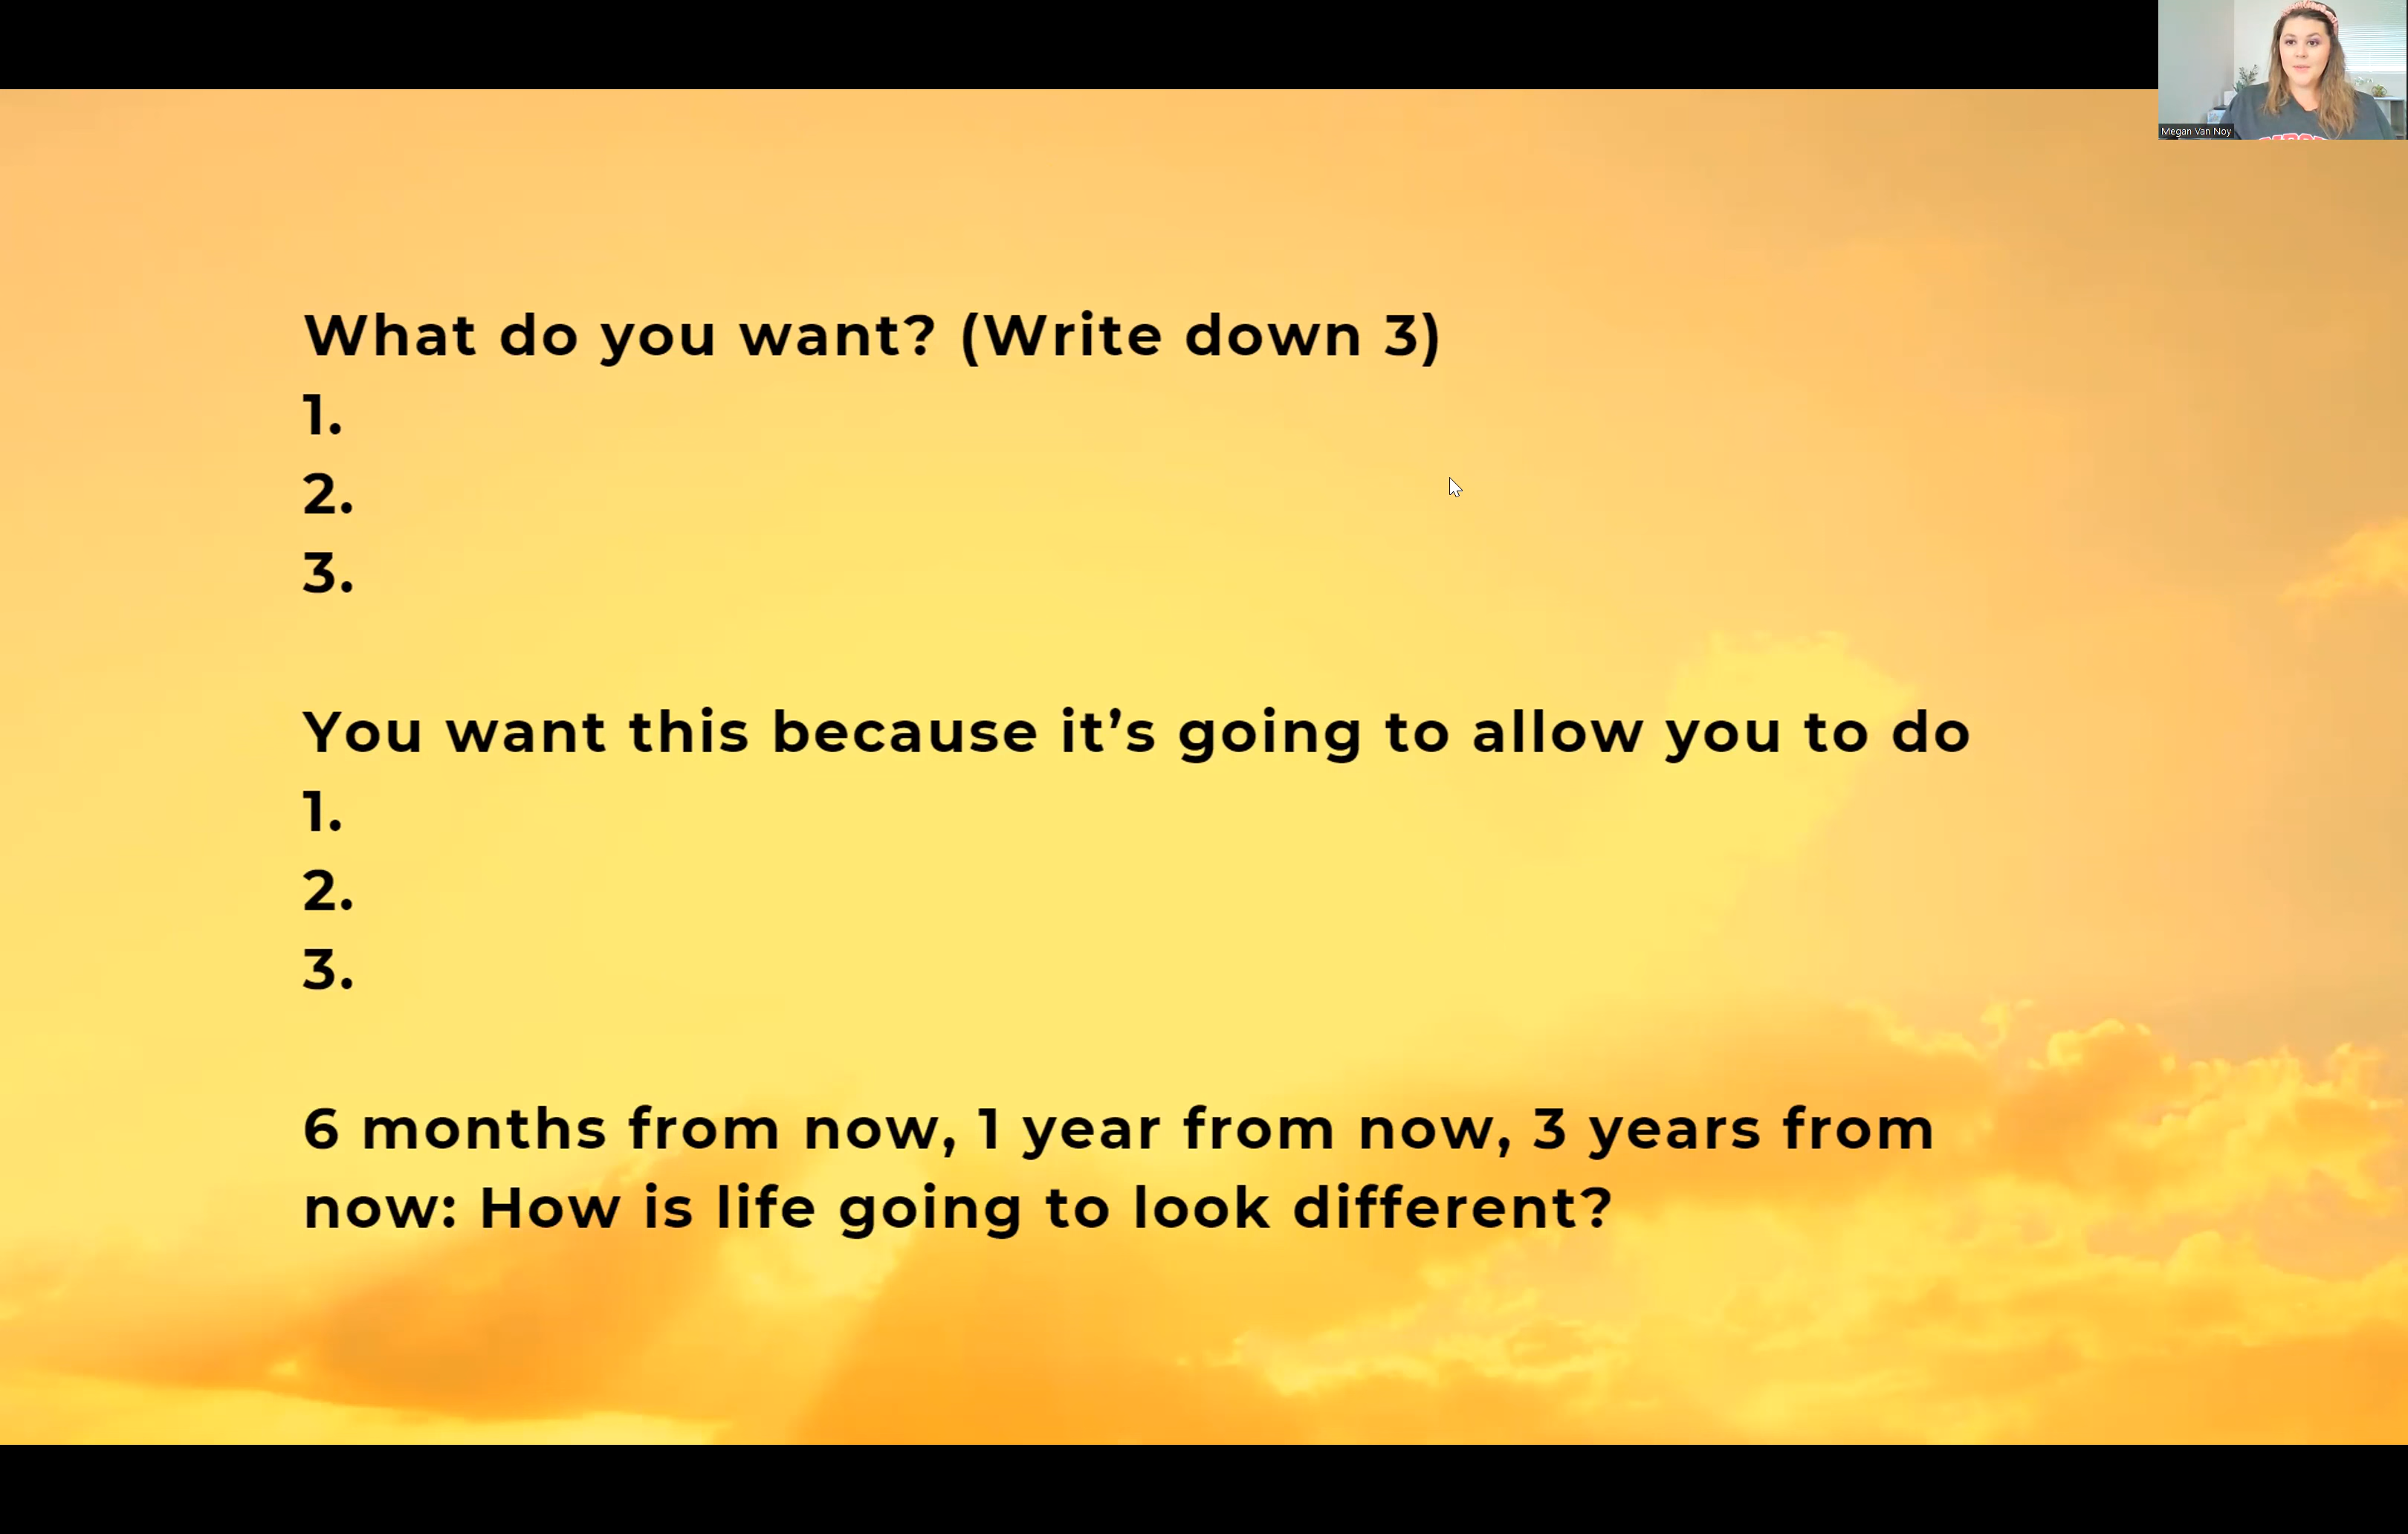 Megan Van Noy
What do you want? (Write down 3)
1.
2.
3.
You want this because it’s going to allow you to do
1.
2.
3.
6 months from now, 1 year from now, 3 years from
now: How is life going to look different?